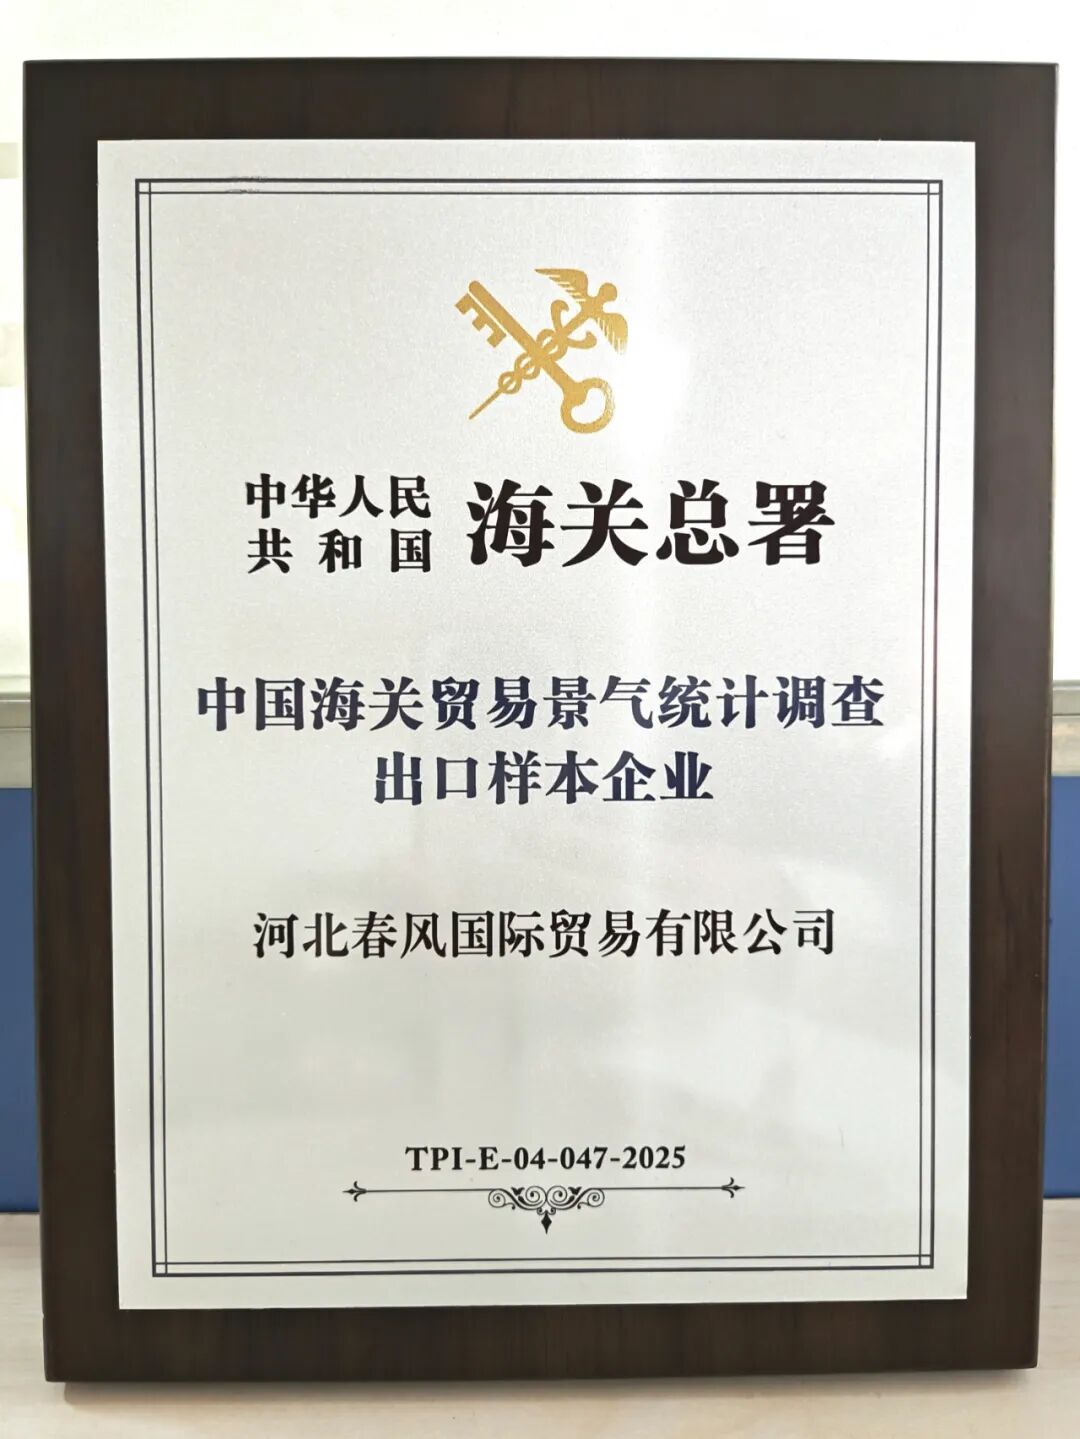 中华人民
共和国 海关总署
中国海关贸易景气统计调查
出口样本企业
河北春风国际贸易有限公司
TPI-E-04-047-2025